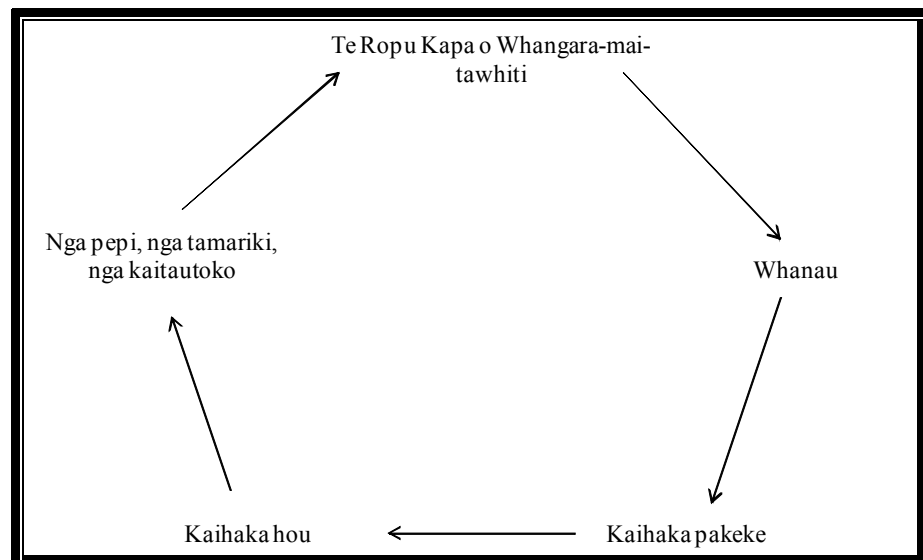 Te Ropu Kapa o Whangara-mai-
tawhiti
Nga pepi, nga tamariki,
nga kaitautoko
Whanau
Kaihaka hou
Kaihaka pakeke